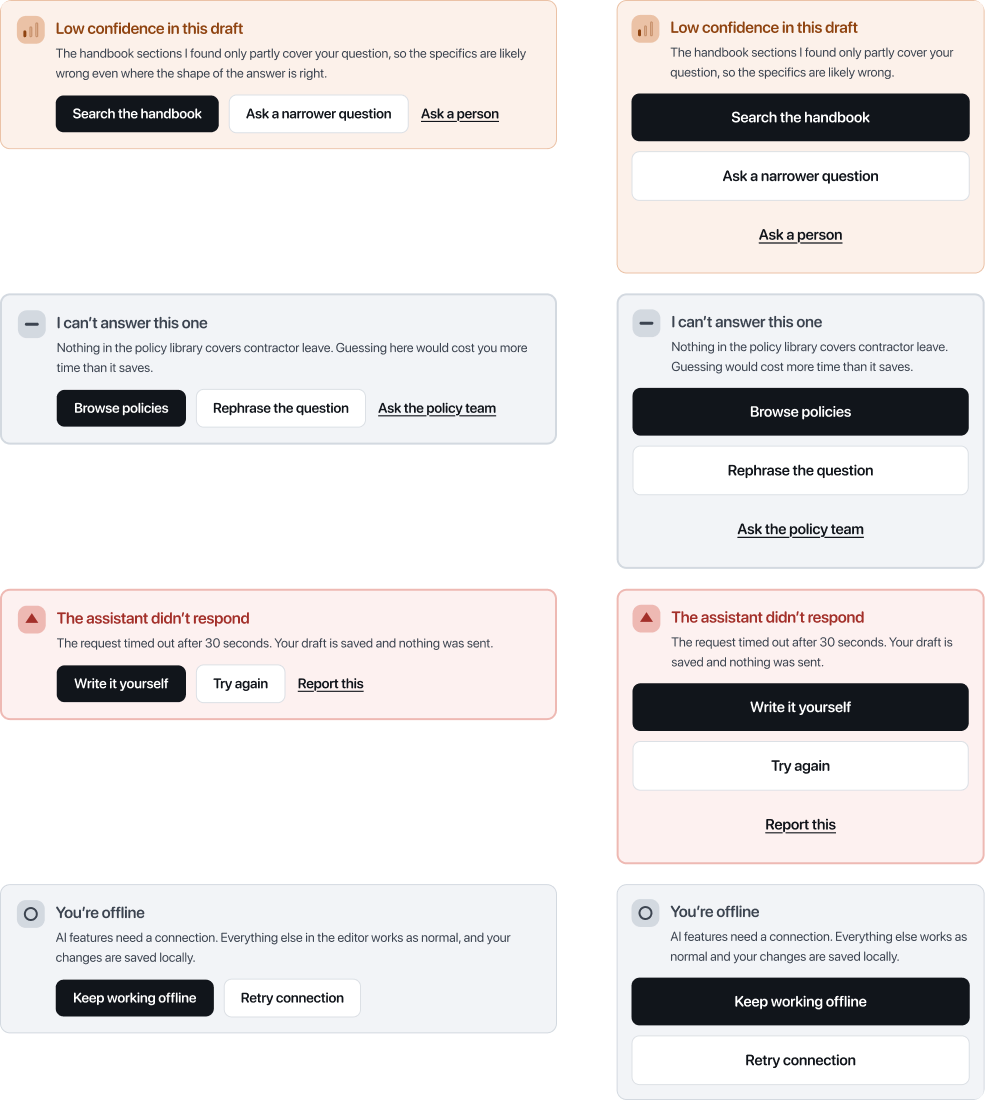 Low confidence in this draft
The handbook sections I found only partly cover your question, so the specifics are likely
wrong even where the shape of the answer is right.
Search the handbook
Ask a narrower question
Ask a person
Low confidence in this draft
The handbook sections I found only partly cover your
question, so the specifics are likely wrong.
Search the handbook
Ask a narrower question
Ask a person
I can’t answer this one
Nothing in the policy library covers contractor leave. Guessing here would cost you more
time than it saves.
Browse policies
Rephrase the question
Ask the policy team
I can’t answer this one
Nothing in the policy library covers contractor leave.
Guessing would cost more time than it saves.
Browse policies
Rephrase the question
Ask the policy team
The assistant didn’t respond
The request timed out after 30 seconds. Your draft is saved and nothing was sent.
Write it yourself
Try again
Report this
The assistant didn’t respond
The request timed out after 30 seconds. Your draft is
saved and nothing was sent.
Write it yourself
Try again
Report this
You’re offline
AI features need a connection. Everything else in the editor works as normal, and your
changes are saved locally.
Keep working offline
Retry connection
You’re offline
AI features need a connection. Everything else works as
normal and your changes are saved locally.
Keep working offline
Retry connection